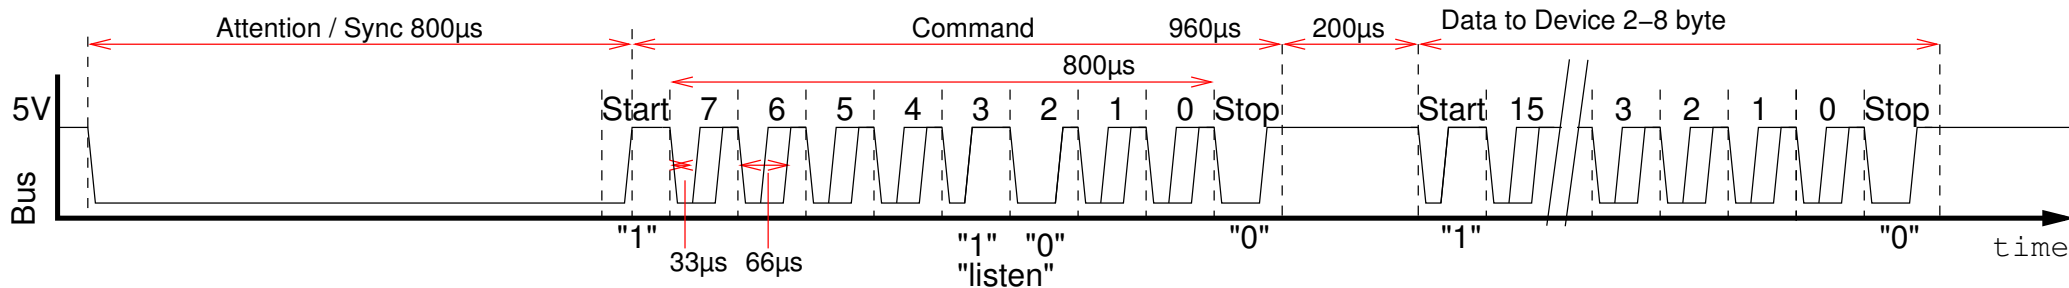 Attention / Sync 800µs
Command 960µs
200µs
Data to Device 2−8 byte
800µs
5V
Start 7 6 5 4 3 2 1 0 Stop
Start 15 3 2 1 0 Stop
Bus
"1"
"1" "0"
"listen"
"0"
"1"
"0"
33µs 66µs
time